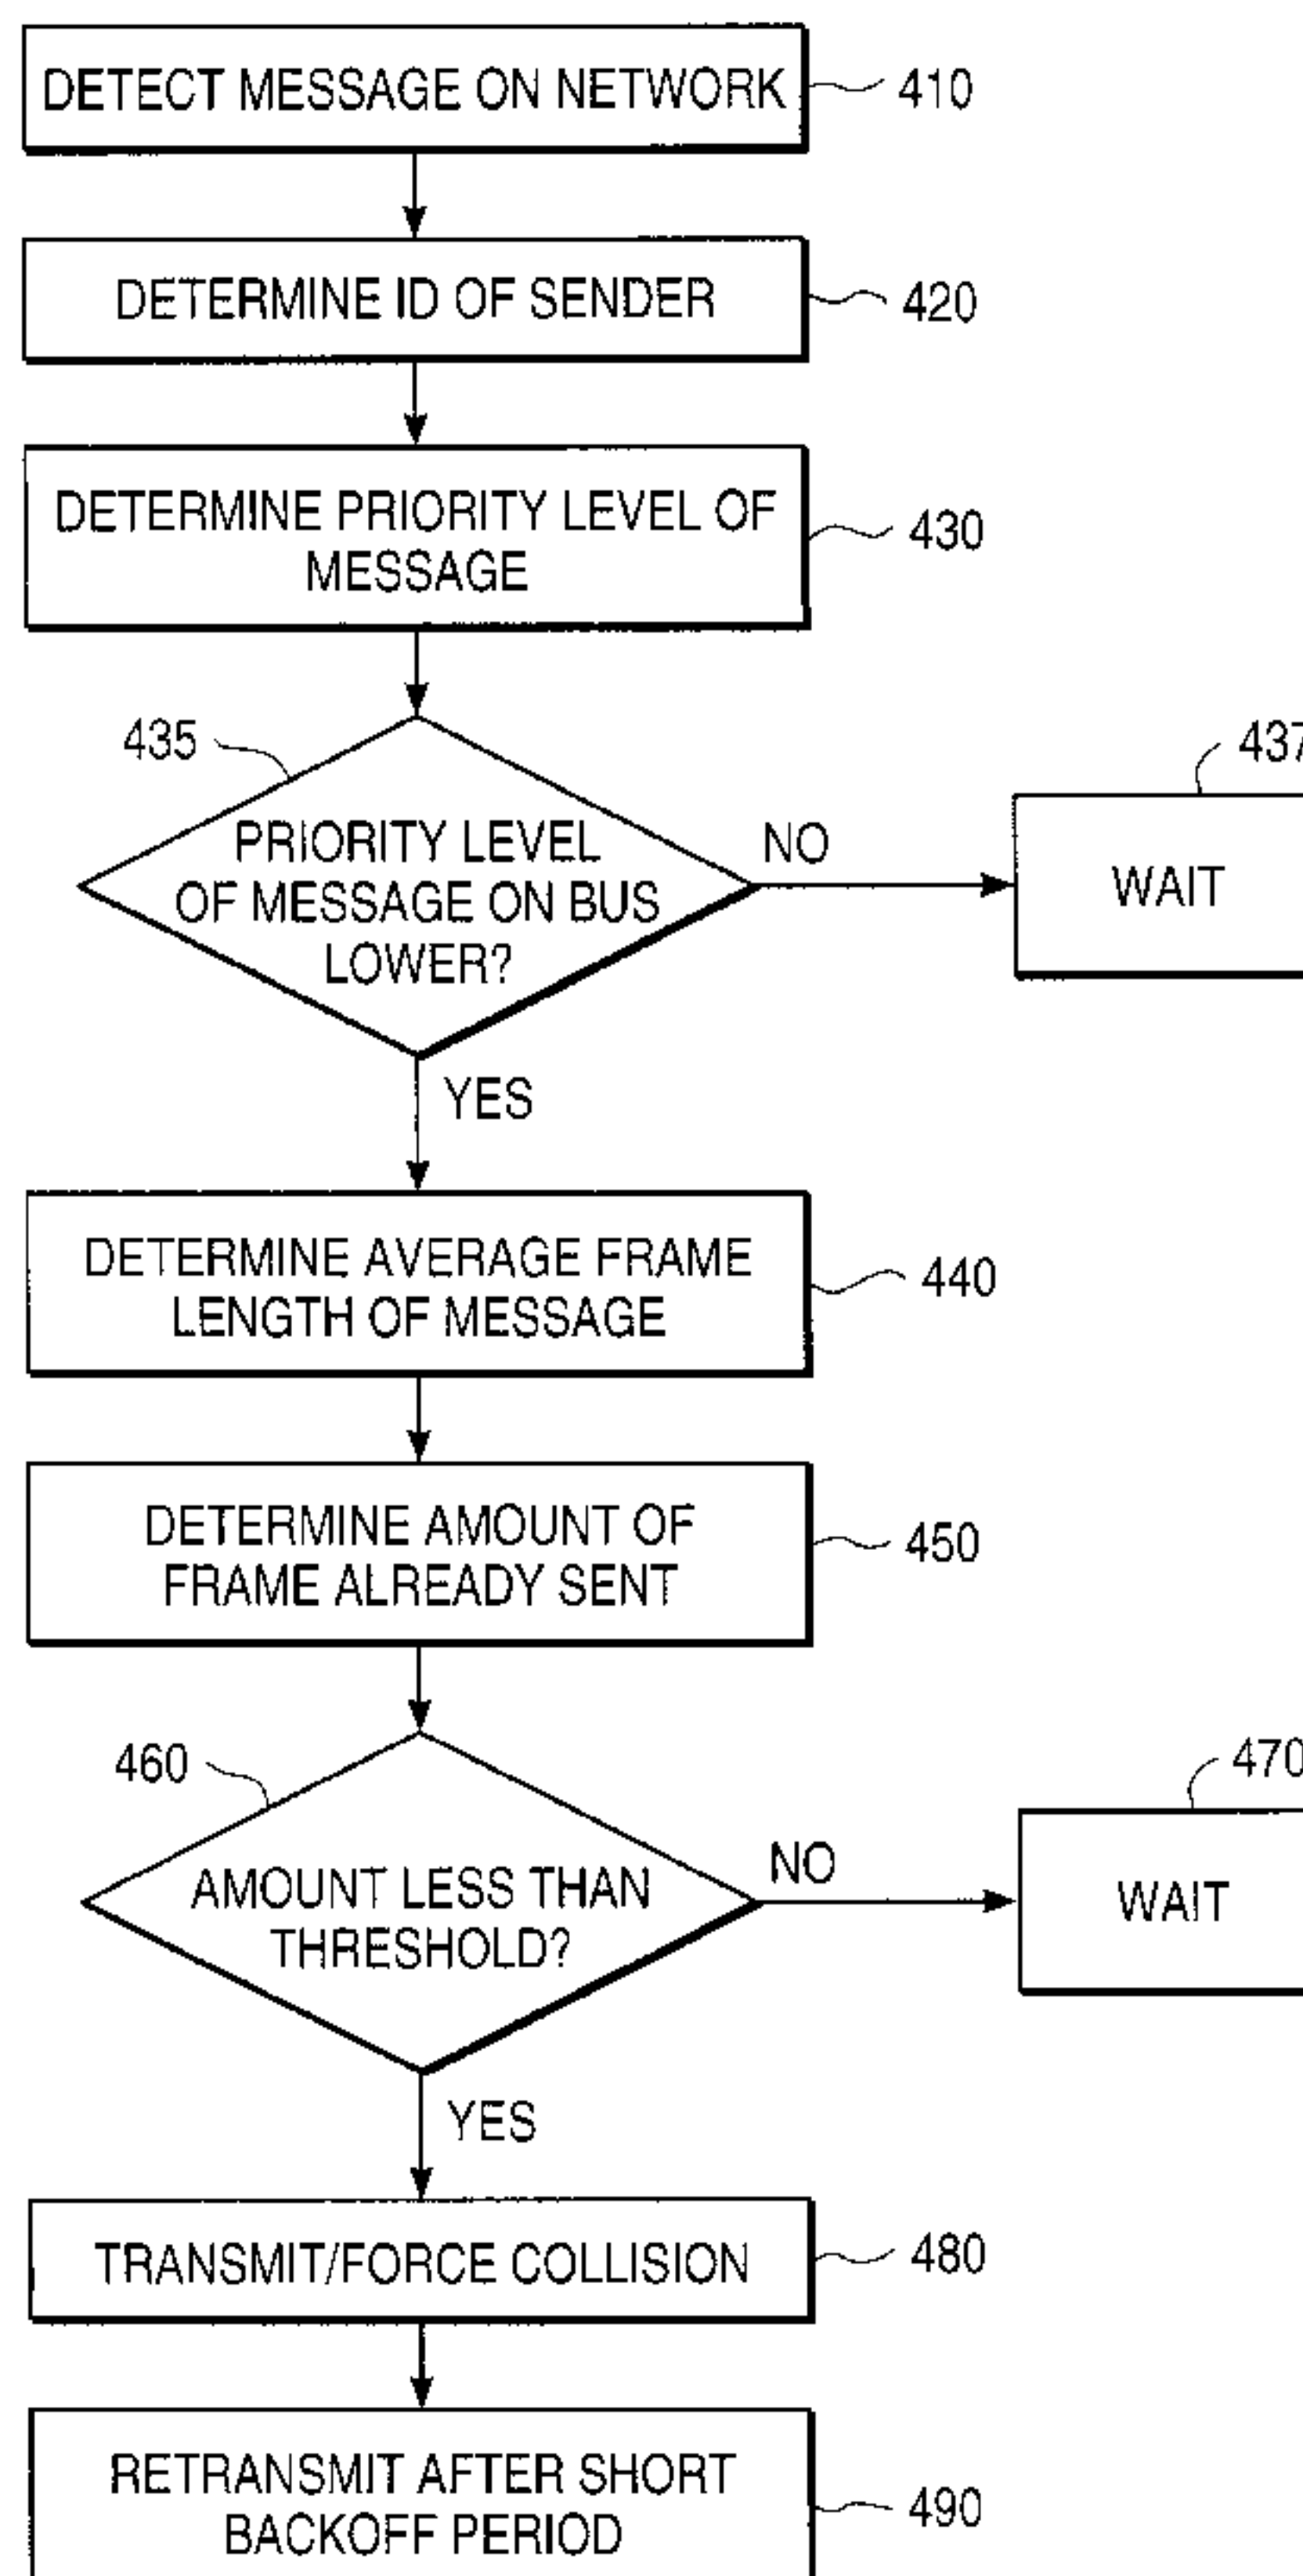 DETECT MESSAGE ON NETWORK
410
DETERMINE ID OF SENDER
420
DETERMINE PRIORITY LEVEL OF
MESSAGE
430
435
PRIORITY LEVEL
OF MESSAGE ON BUS
LOWER?
NO
437
WAIT
YES
DETERMINE AVERAGE FRAME
LENGTH OF MESSAGE
440
DETERMINE AMOUNT OF
FRAME ALREADY SENT
450
460
AMOUNT LESS THAN
THRESHOLD?
NO
470
WAIT
YES
TRANSMIT/FORCE COLLISION
480
RETRANSMIT AFTER SHORT
BACKOFF PERIOD
490